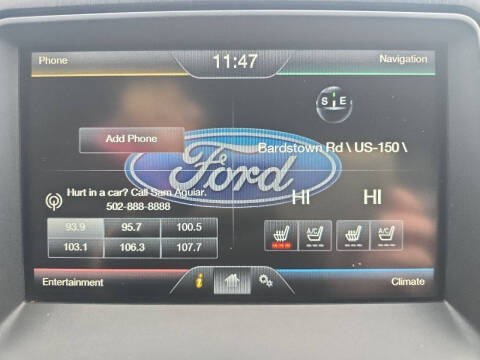 Phone
11:47
Navigation
S E
Add Phone
Bardstown Rd \ US-150 \
Ford
Hurt in a car? Call Sam Aguiar.
502-888-8888
HI HI
93.9 95.7 100.5
103.1 106.3 107.7
A/C A/C
Entertainment
i
Climate